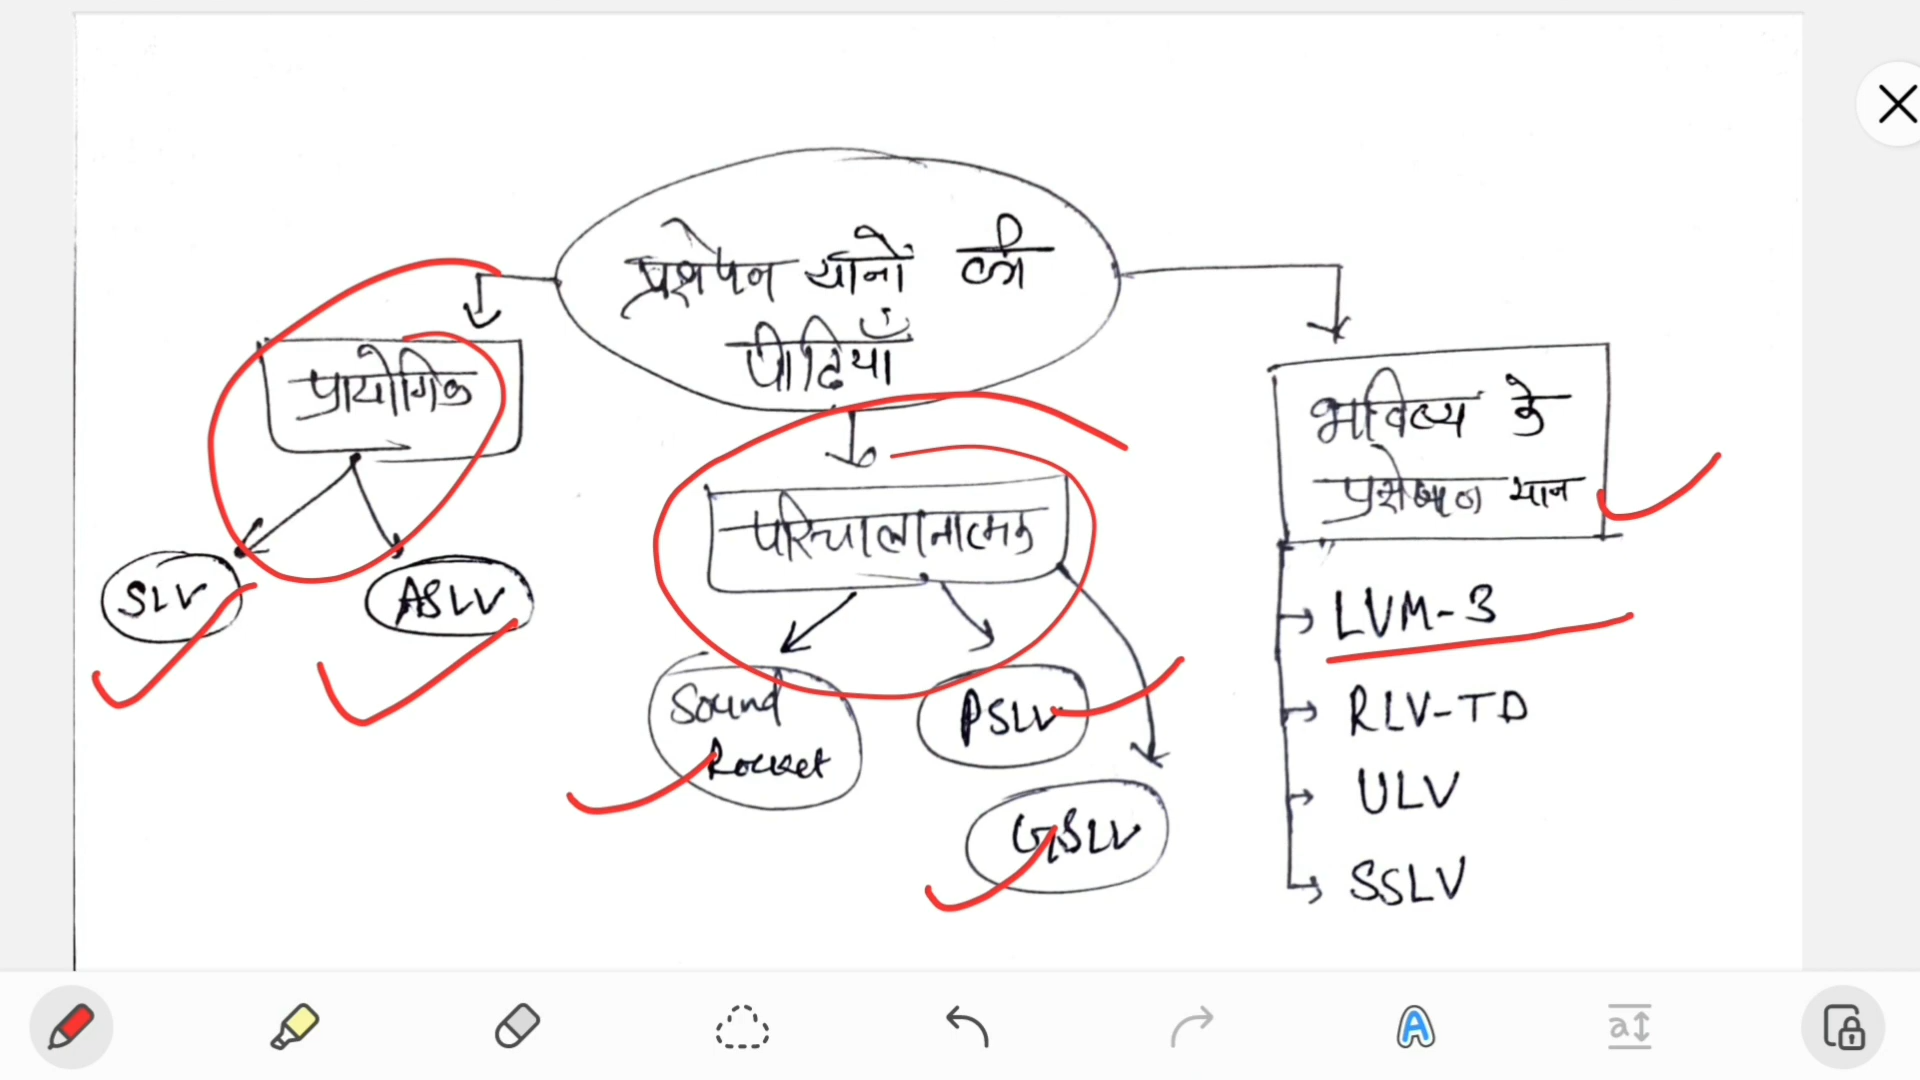 प्रक्षेपण यानों की
पीढियाँ
प्रायोगिक
SLV
ASLV
परिचालानात्मक
Sound
Rocket
PSLV
GSLV
भविष्य के
प्रक्षेपण यान
LVM-3
RLV-TD
ULV
SSLV
A
a